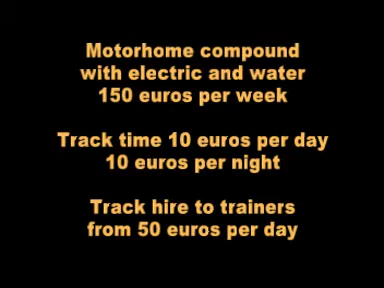 Motorhome compound
with electric and water
150 euros per week
Track time 10 euros per day
10 euros per night
Track hire to trainers
from 50 euros per day